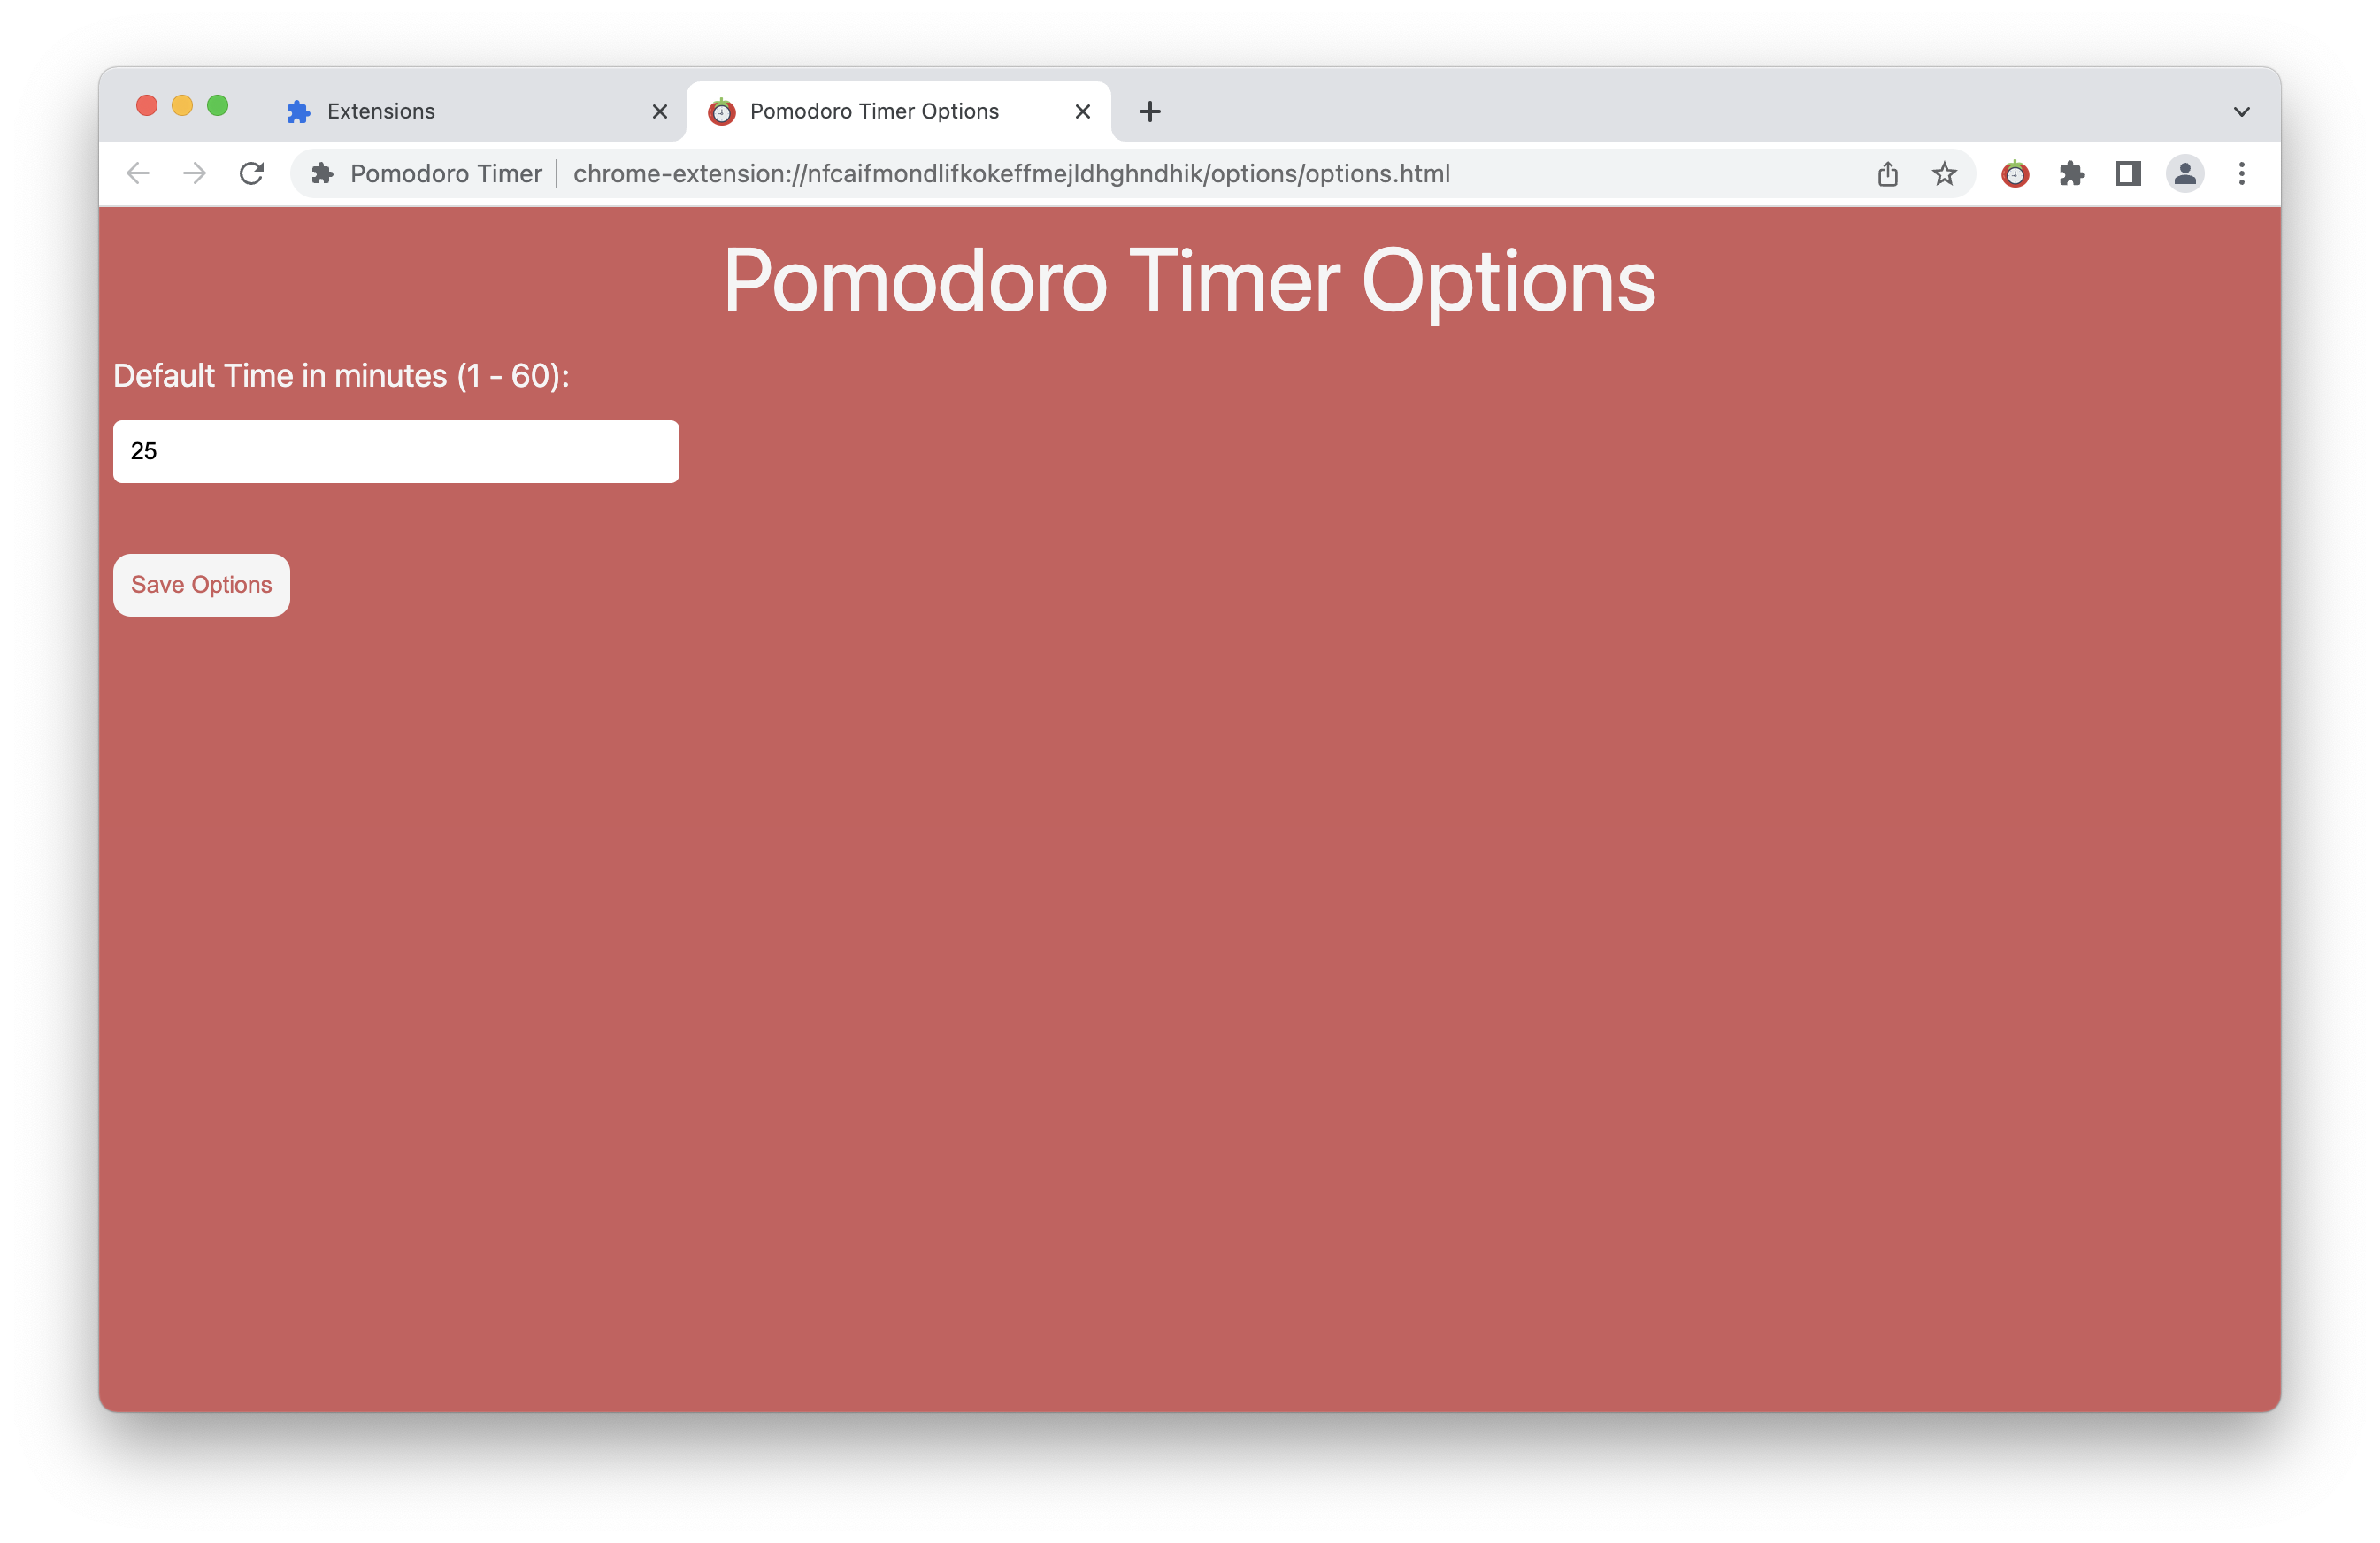 Extensions
Pomodoro Timer Options
Pomodoro Timer
chrome-extension://nfcaifmondlifkokeffmejldhghndhik/options/options.html
Pomodoro Timer Options
Default Time in minutes (1 - 60):
25
Save Options